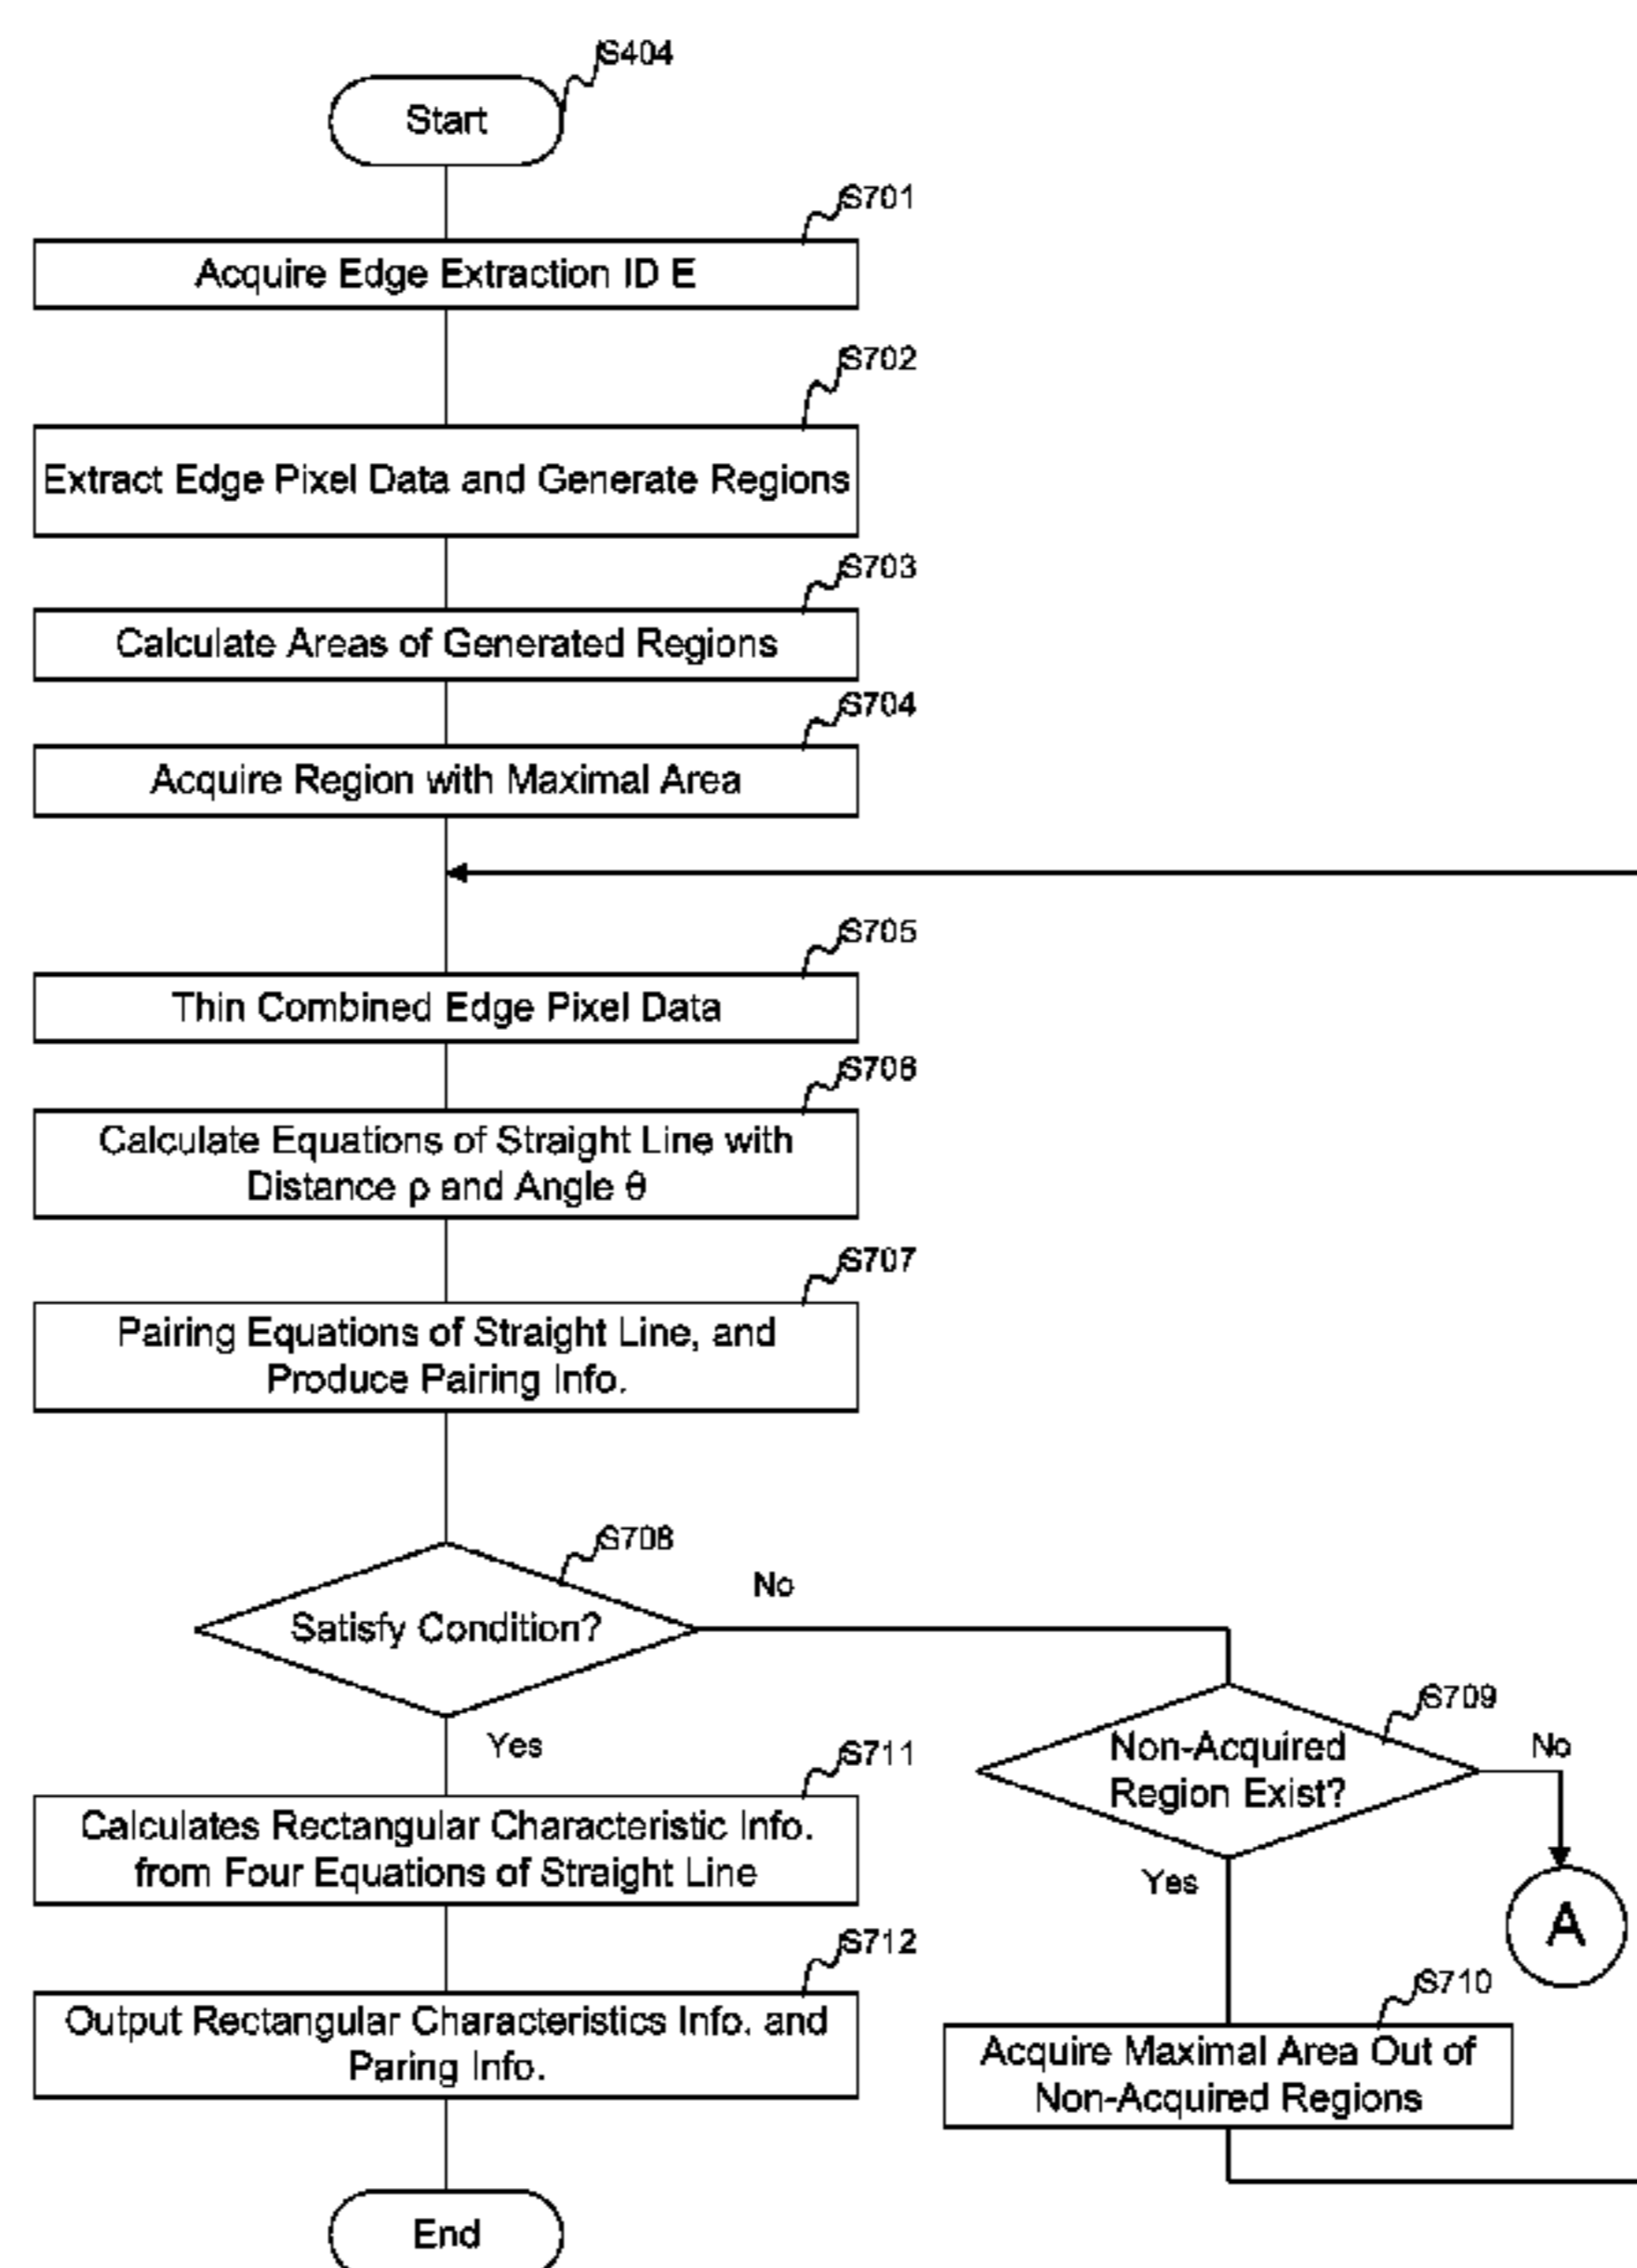 S404
Start
S701
Acquire Edge Extraction ID E
S702
Extract Edge Pixel Data and Generate Regions
S703
Calculate Areas of Generated Regions
S704
Acquire Region with Maximal Area
S705
Thin Combined Edge Pixel Data
S706
Calculate Equations of Straight Line with
Distance ρ and Angle θ
S707
Pairing Equations of Straight Line, and
Produce Pairing Info.
S708
Satisfy Condition?
No
Yes
S709
Non-Acquired
Region Exist?
No
Yes
A
S710
Acquire Maximal Area Out of
Non-Acquired Regions
S711
Calculates Rectangular Characteristic Info.
from Four Equations of Straight Line
S712
Output Rectangular Characteristics Info. and
Paring Info.
End